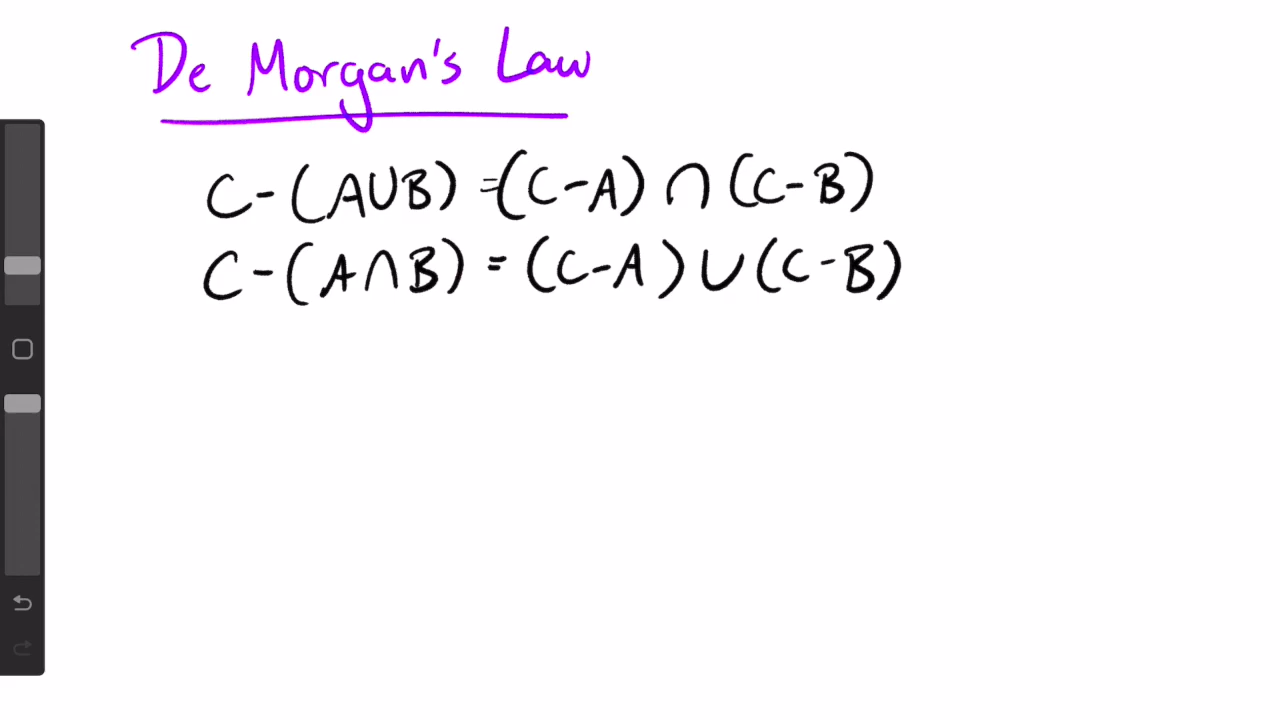 De Morgan's Law
C-(A∪B) =(C-A) ∩ (C-B)
C-(A∩B) = (C-A) ∪ (C-B)